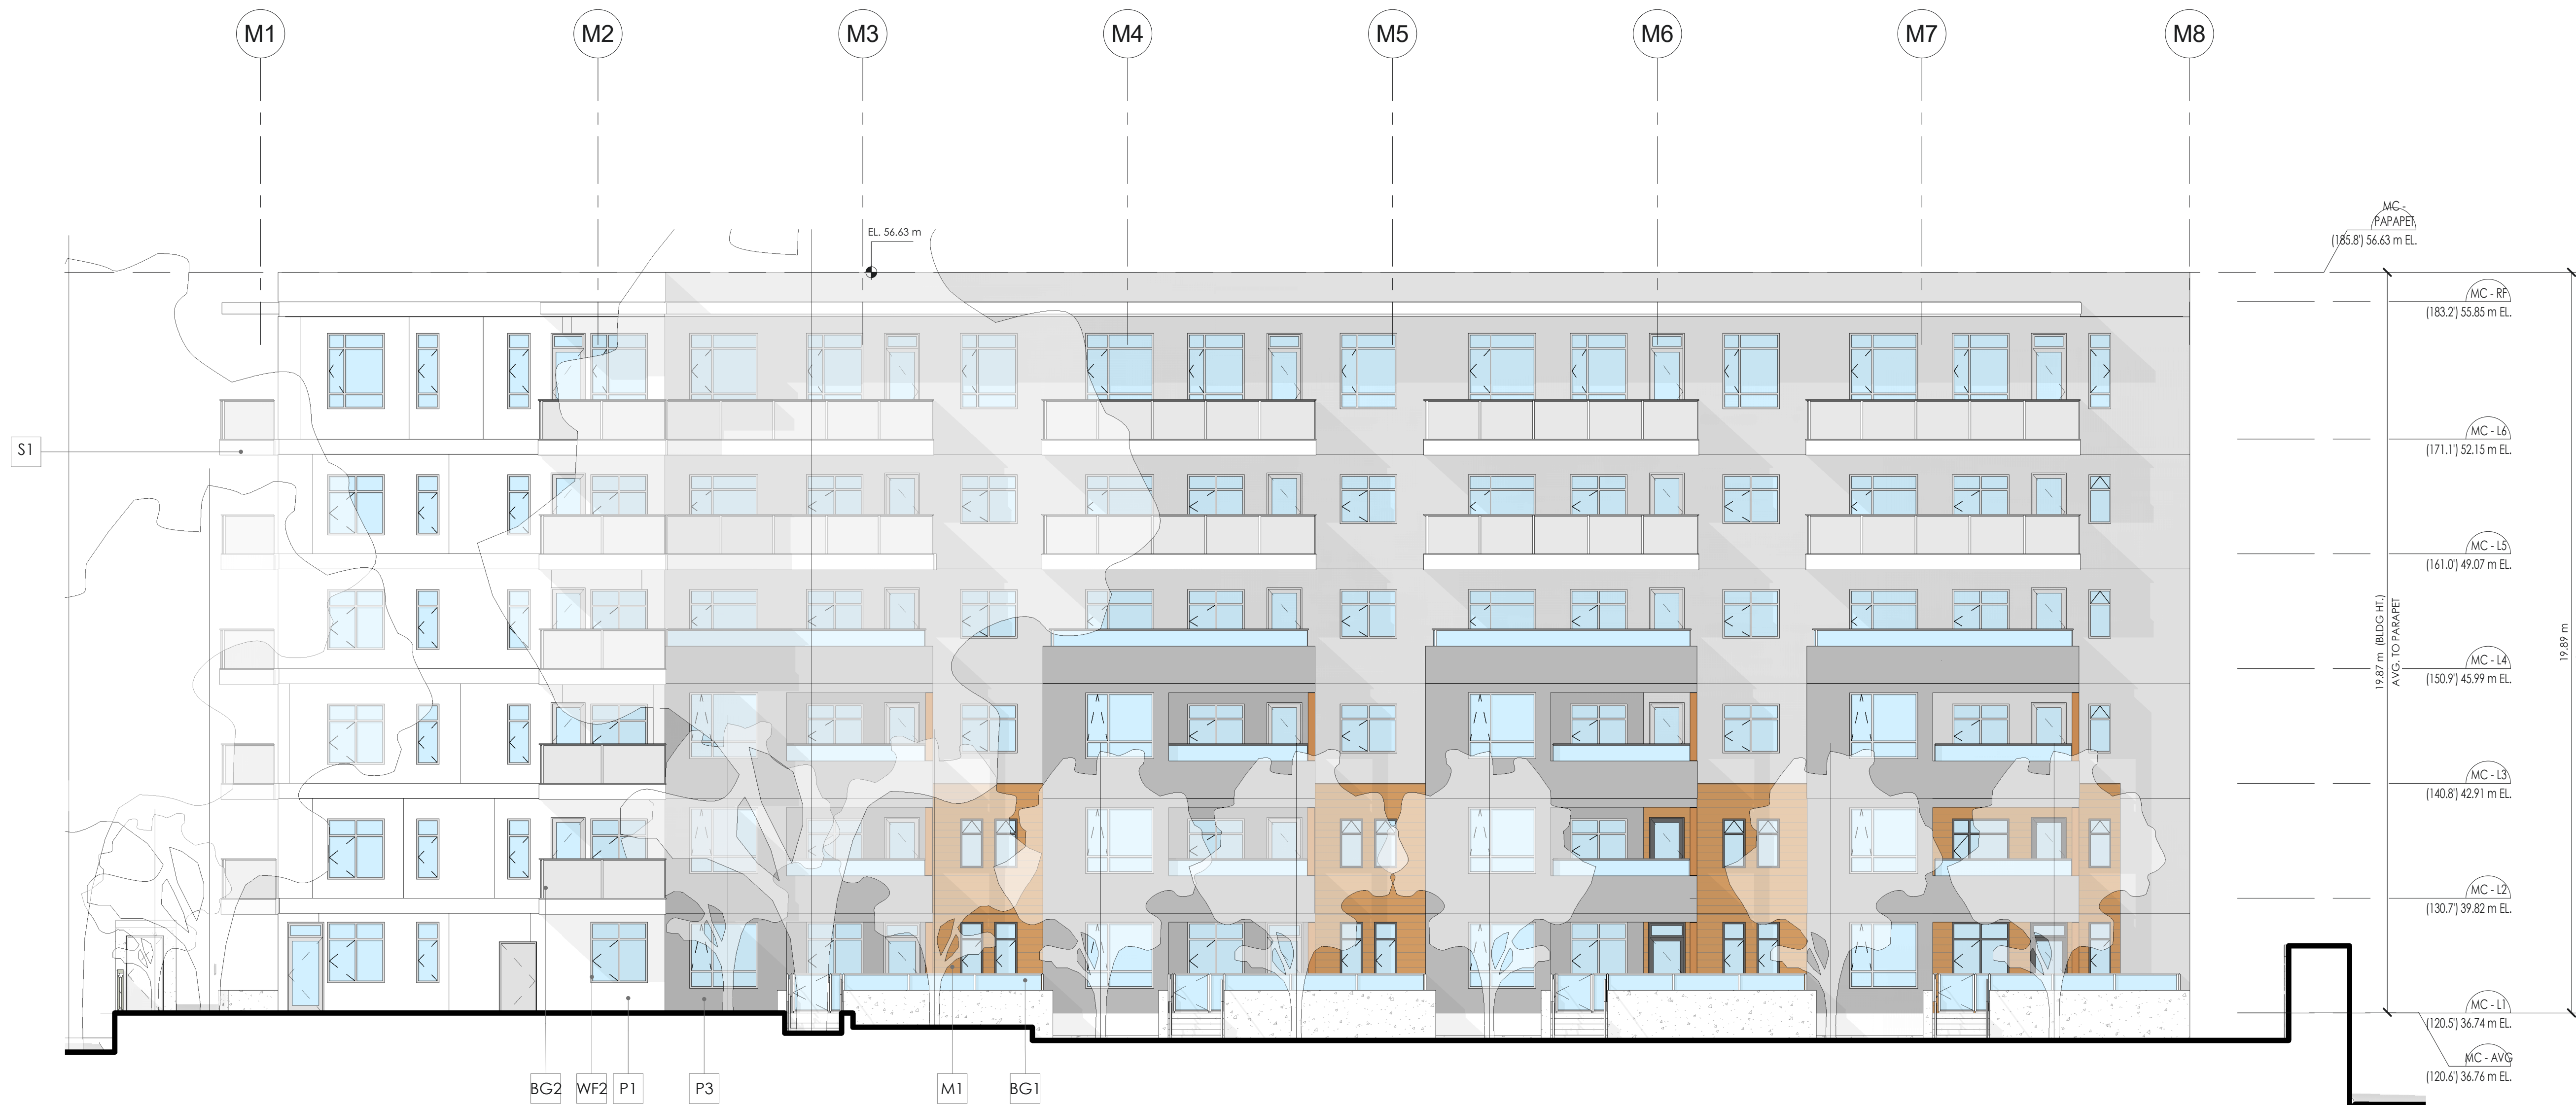 M1 M2 M3 M4 M5 M6 M7 M8
EL. 56.63 m
MC -
PAPAPET
(185.8') 56.63 m EL.
MC - RF
(183.2') 55.85 m EL.
S1
MC - L6
(171.1') 52.15 m EL.
MC - L5
(161.0') 49.07 m EL.
19.87 m (BLDG HT.)
AVG. TO PARAPET
19.89 m
MC - L4
(150.9') 45.99 m EL.
MC - L3
(140.8') 42.91 m EL.
MC - L2
(130.7') 39.82 m EL.
MC - L1
(120.5') 36.74 m EL.
MC - AVG
(120.6') 36.76 m EL.
BG2 WF2 P1 P3 M1 BG1